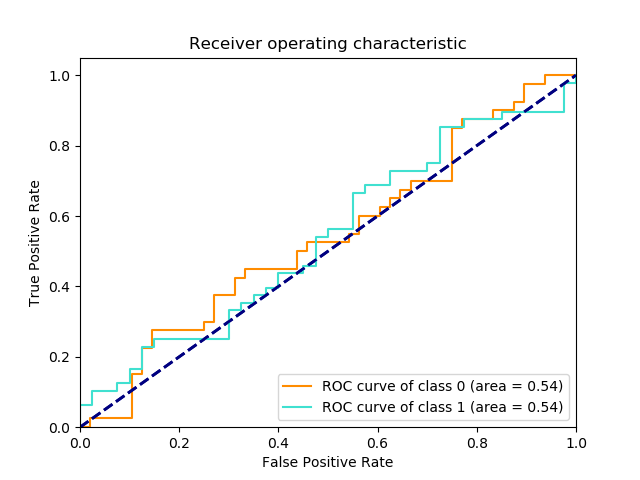 Receiver operating characteristic
True Positive Rate
1.0
0.8
0.6
0.4
0.2
0.0
ROC curve of class 0 (area = 0.54)
ROC curve of class 1 (area = 0.54)
0.0 0.2 0.4 0.6 0.8 1.0
False Positive Rate